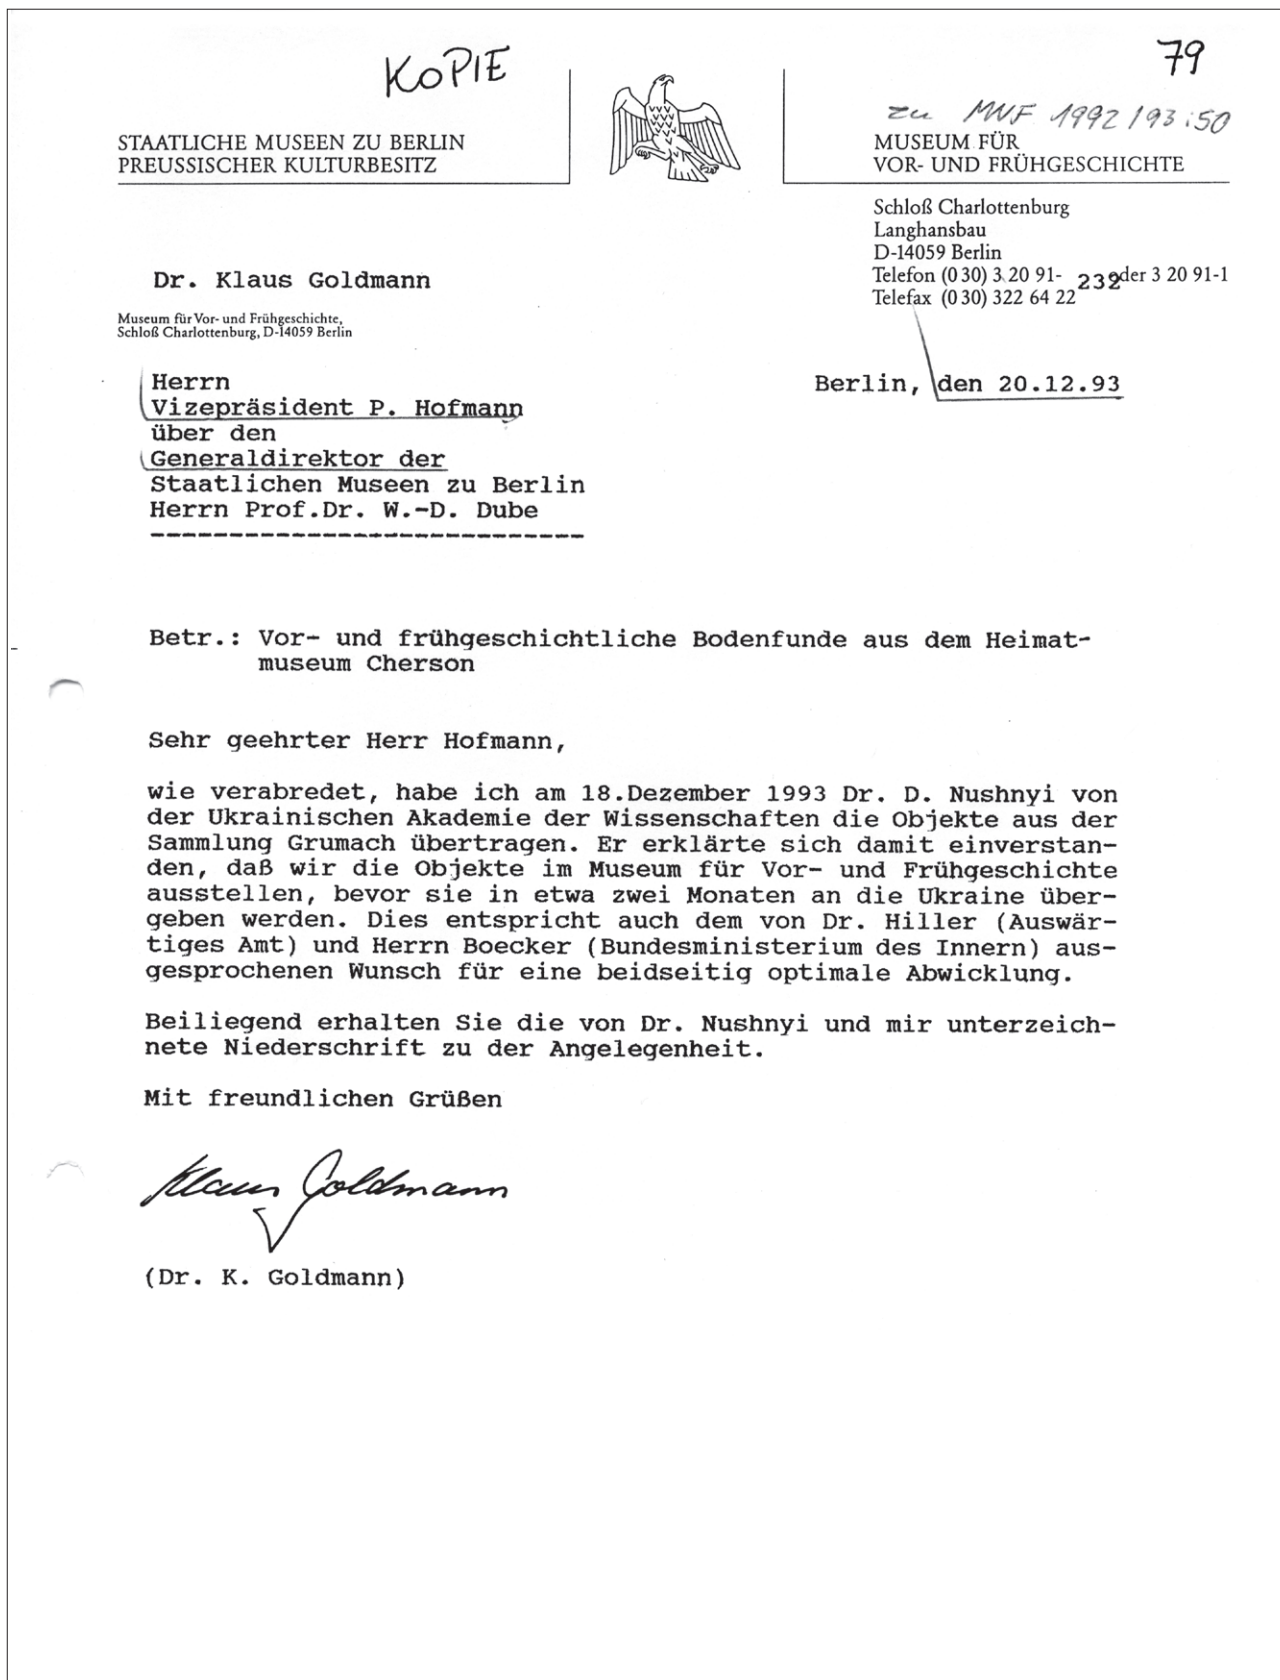 KOPIE
79
zu MVF 1992/93:50
STAATLICHE MUSEEN ZU BERLIN
PREUSSISCHER KULTURBESITZ
MUSEUM FÜR
VOR- UND FRÜHGESCHICHTE
Schloß Charlottenburg
Langhansbau
D-14059 Berlin
Telefon (0 30) 3 20 91- 232der 3 20 91-1
Telefax (0 30) 322 64 22
Dr. Klaus Goldmann
Museum für Vor- und Frühgeschichte,
Schloß Charlottenburg, D-14059 Berlin
Herrn
Vizepräsident P. Hofmann
über den
Generaldirektor der
Staatlichen Museen zu Berlin
Herrn Prof.Dr. W.-D. Dube
Berlin, den 20.12.93
Betr.: Vor- und frühgeschichtliche Bodenfunde aus dem Heimat-
museum Cherson
Sehr geehrter Herr Hofmann,
wie verabredet, habe ich am 18.Dezember 1993 Dr. D. Nushnyi von
der Ukrainischen Akademie der Wissenschaften die Objekte aus der
Sammlung Grumach übertragen. Er erklärte sich damit einverstan-
den, daß wir die Objekte im Museum für Vor- und Frühgeschichte
ausstellen, bevor sie in etwa zwei Monaten an die Ukraine über-
geben werden. Dies entspricht auch dem von Dr. Hiller (Auswär-
tiges Amt) und Herrn Boecker (Bundesministerium des Innern) aus-
gesprochenen Wunsch für eine beidseitig optimale Abwicklung.
Beiliegend erhalten Sie die von Dr. Nushnyi und mir unterzeich-
nete Niederschrift zu der Angelegenheit.
Mit freundlichen Grüßen
Klaus Goldmann
(Dr. K. Goldmann)